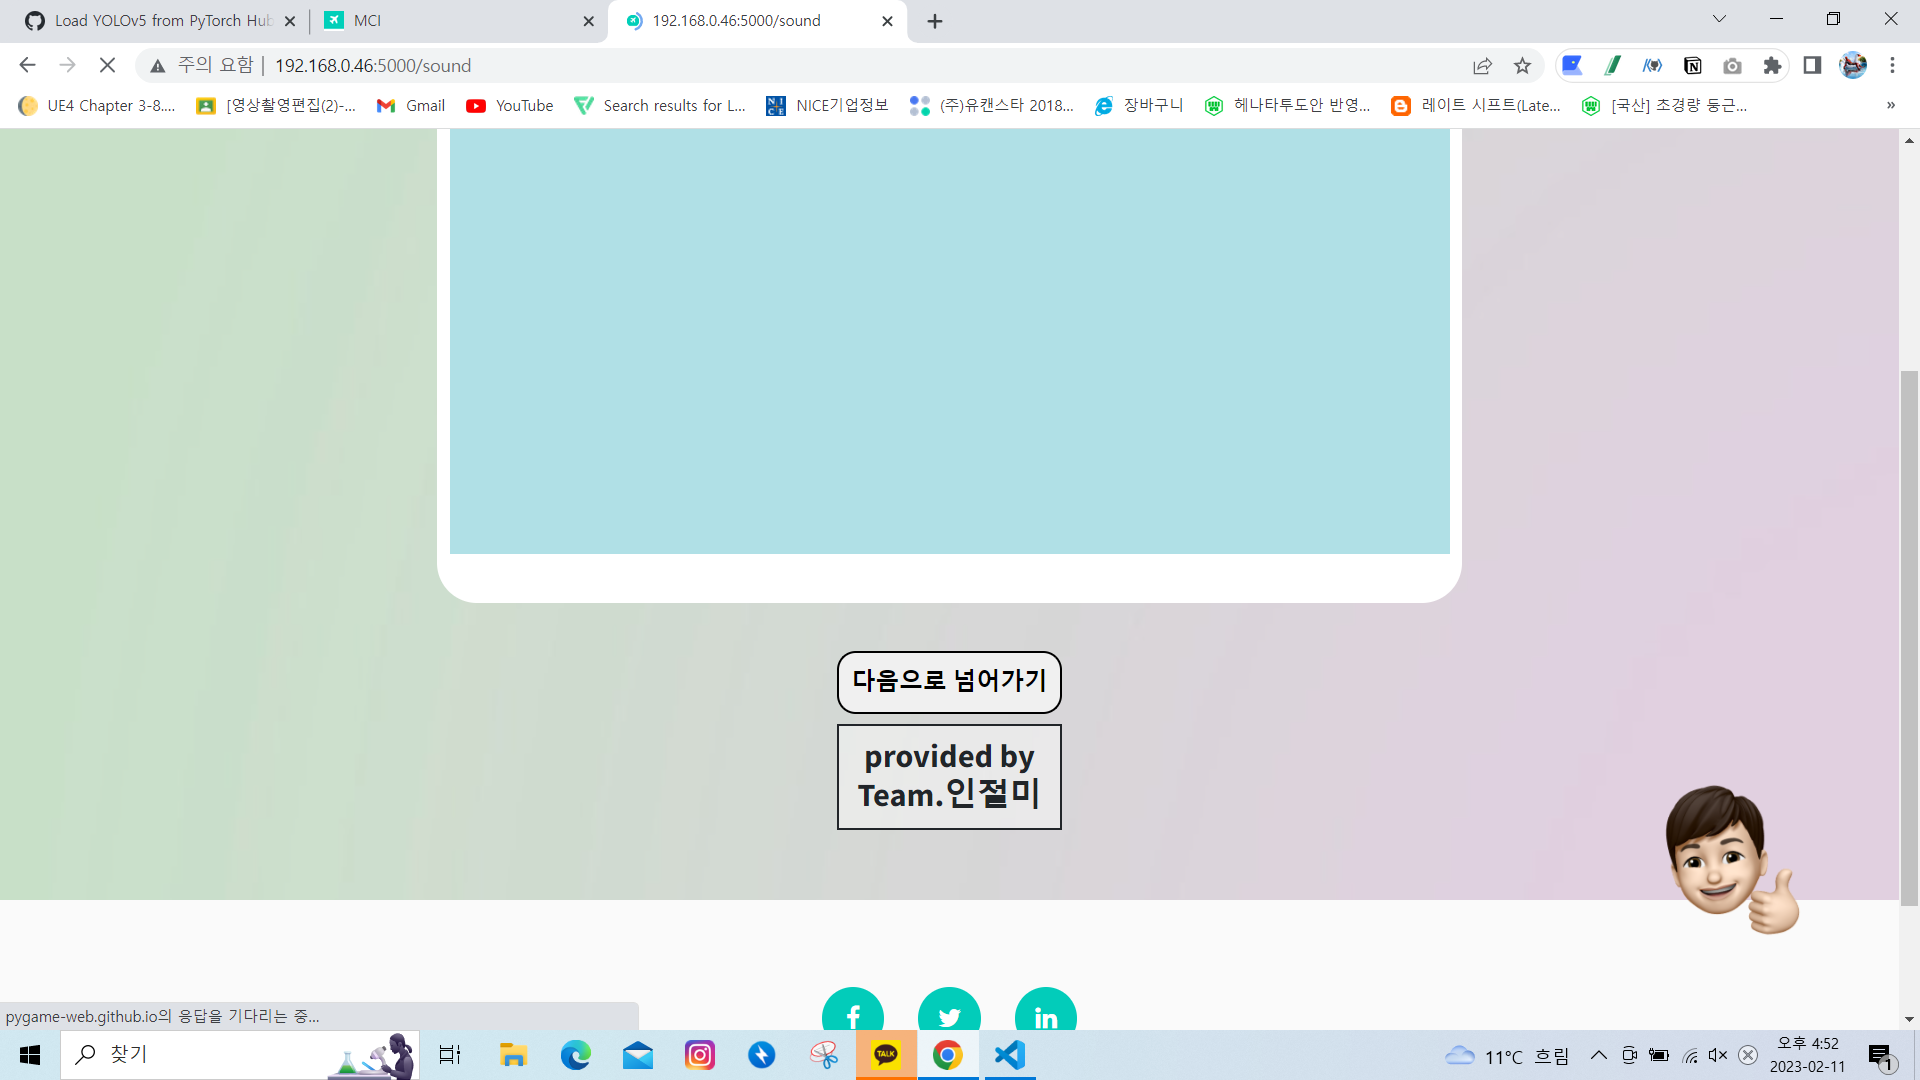 Load YOLOv5 from PyTorch Hub
MCI
192.168.0.46:5000/sound
주의 요함 | 192.168.0.46:5000/sound
UE4 Chapter 3-8....
[영상촬영편집(2)-...
Gmail
YouTube
Search results for L...
NICE기업정보
(주)유캔스타 2018...
장바구니
헤나타투도안 반영...
레이트 시프트(Late...
[국산] 초경량 둥근...
»
다음으로 넘어가기
provided by
Team.인절미
pygame-web.github.io의 응답을 기다리는 중...
찾기
TALK
11°C 흐림
오후 4:52
2023-02-11
1